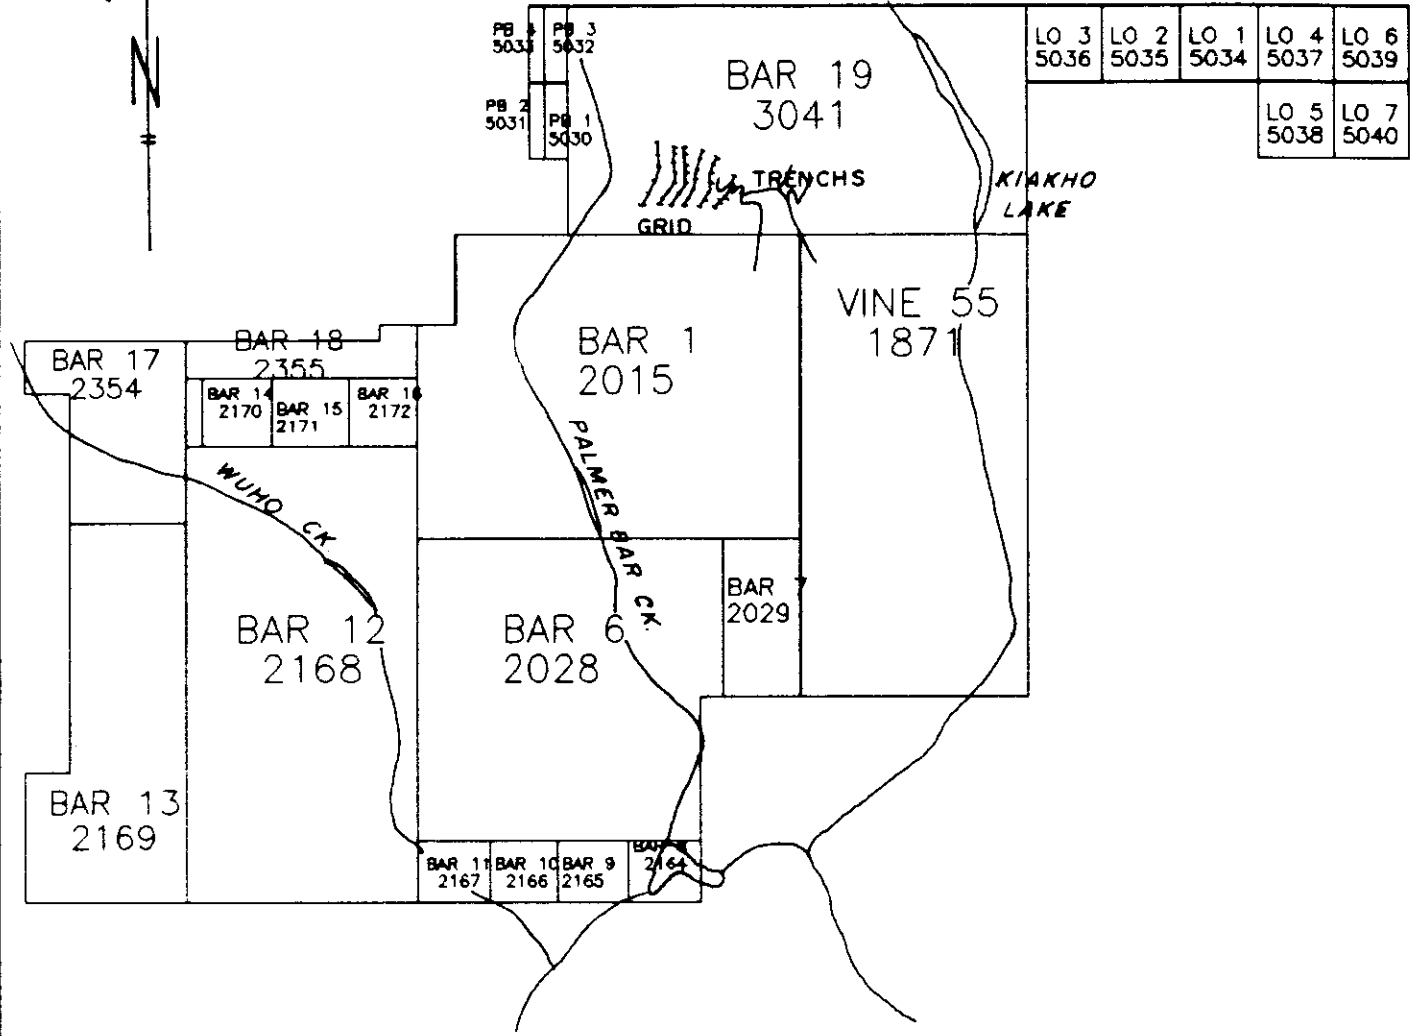 N
PB 4
5033
PB 3
5032
PB 2
5031
PB 1
5030
BAR 19
3041
LO 3
5036
LO 2
5035
LO 1
5034
LO 4
5037
LO 6
5039
LO 5
5038
LO 7
5040
TRENCHS
GRID
KIAKHO
LAKE
BAR 1
2015
VINE 55
1871
BAR 17
2354
BAR 18
2355
BAR 14
2170
BAR 15
2171
BAR 16
2172
WUHO CK
PALMER BAR CK.
BAR 12
2168
BAR 6
2028
BAR 7
2029
BAR 13
2169
BAR 11
2167
BAR 10
2166
BAR 9
2165
BAR
2164